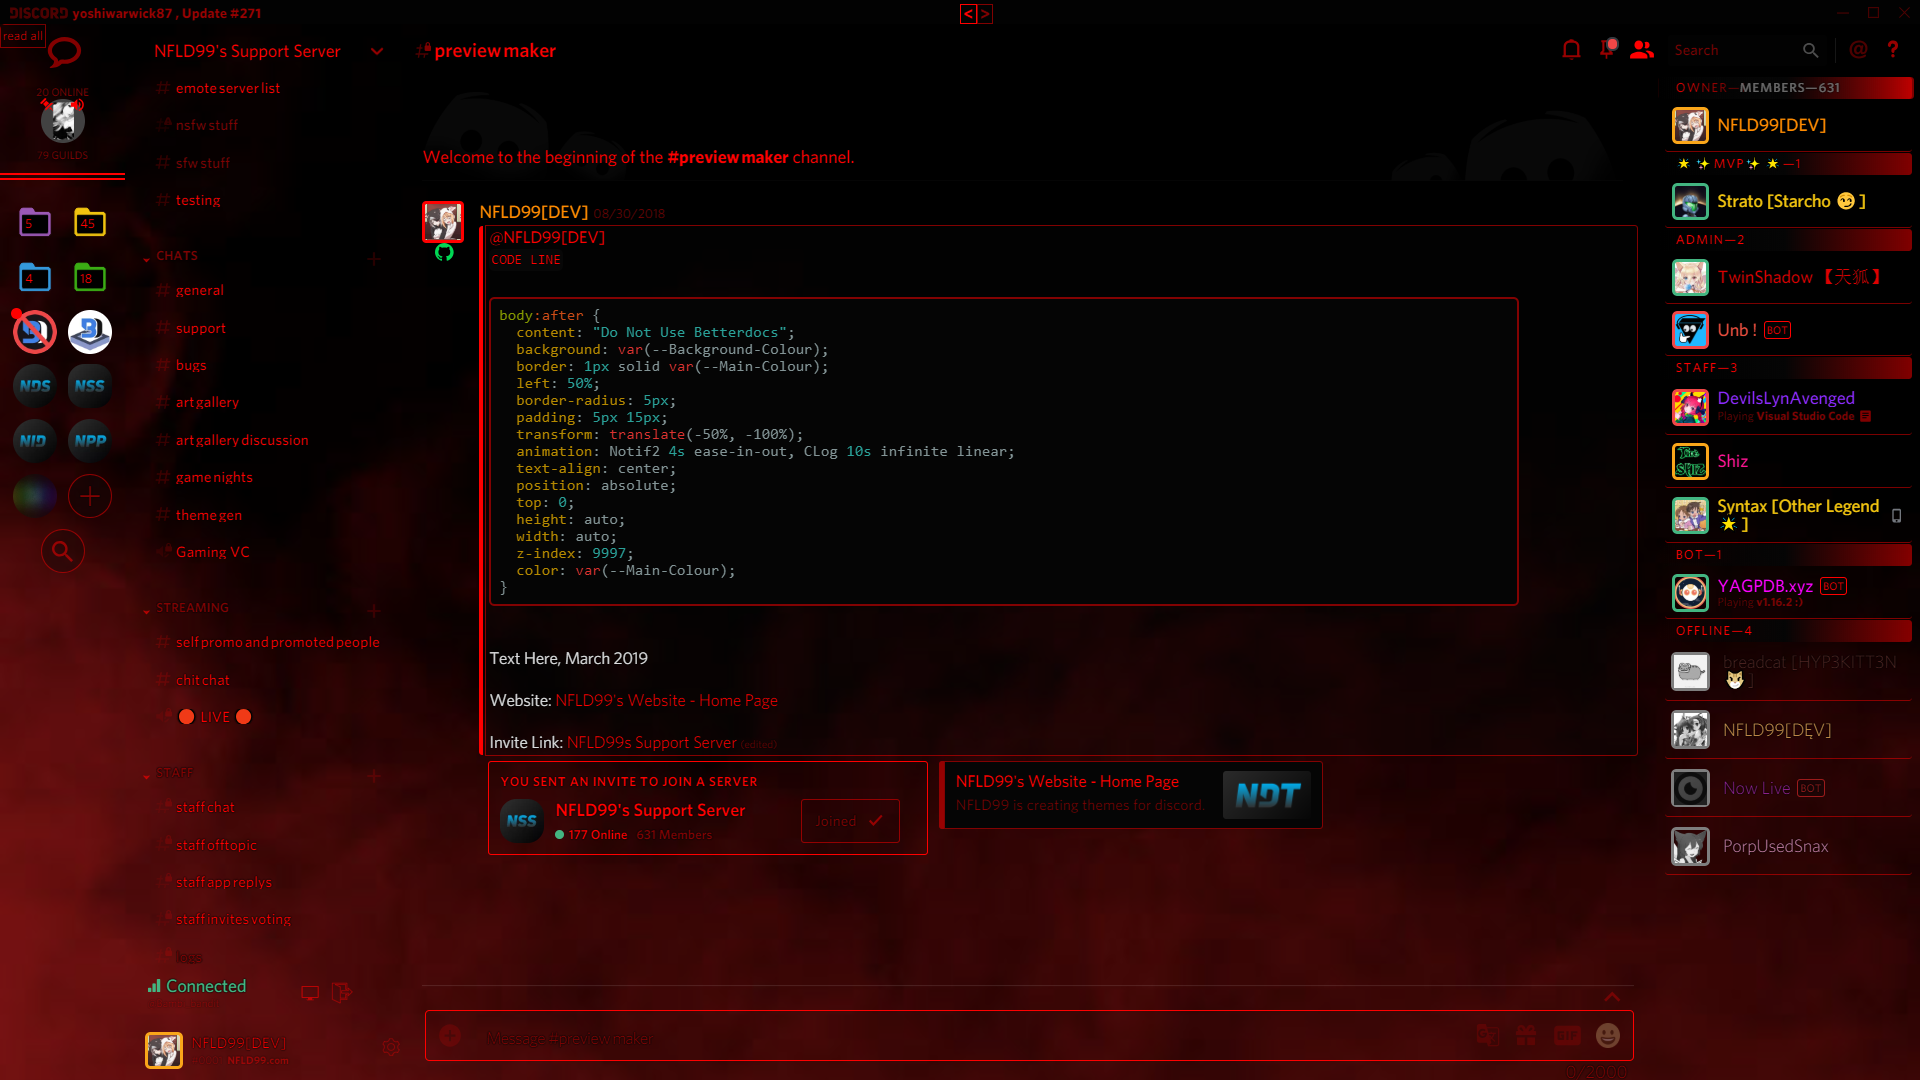 DISCORD yoshiwarwick87 , Update #271
< >
read all
20 ONLINE
79 GUILDS
5
45
4
18
NDS
NSS
NID
NPP
NFLD99's Support Server
# emote server list
nsfw stuff
# sfw stuff
# testing
CHATS
# general
# support
# bugs
# art gallery
# art gallery discussion
# game nights
# theme gen
Gaming VC
STREAMING
# self promo and promoted people
# chit chat
🔴 LIVE 🔴
STAFF
staff chat
staff offtopic
staff app replys
staff invites voting
logs
Connected
NFLD99[DEV]
NFLD99.com
# preview maker
Search
@ ?
Welcome to the beginning of the #preview maker channel.
NFLD99[DEV] 08/30/2018
@NFLD99[DEV]
CODE LINE
body:after {
  content: "Do Not Use Betterdocs";
  background: var(--Background-Colour);
  border: 1px solid var(--Main-Colour);
  left: 50%;
  border-radius: 5px;
  padding: 5px 15px;
  transform: translate(-50%, -100%);
  animation: Notif2 4s ease-in-out, CLog 10s infinite linear;
  text-align: center;
  position: absolute;
  top: 0;
  height: auto;
  width: auto;
  z-index: 9997;
  color: var(--Main-Colour);
}
Text Here, March 2019
Website: NFLD99's Website - Home Page
Invite Link: NFLD99s Support Server (edited)
YOU SENT AN INVITE TO JOIN A SERVER
NSS
NFLD99's Support Server
177 Online 631 Members
Joined
NFLD99's Website - Home Page
NFLD99 is creating themes for discord.
NDT
Message #preview maker
GIF
0/2000
OWNER—MEMBERS—631
NFLD99[DEV]
MVP—1
Strato [Starcho 😏 ]
ADMIN—2
TwinShadow 【天狐】
Unb ! BOT
STAFF—3
DevilsLynAvenged
Playing Visual Studio Code
The SHIZ
Shiz
Syntax [Other Legend
🌟 ]
BOT—1
YAGPDB.xyz BOT
Playing v1.16.2 :)
OFFLINE—4
breadcat [HYP3KITT3N
🐱 ]
NFLD99[DĘV]
Now Live BOT
PorpUsedSnax